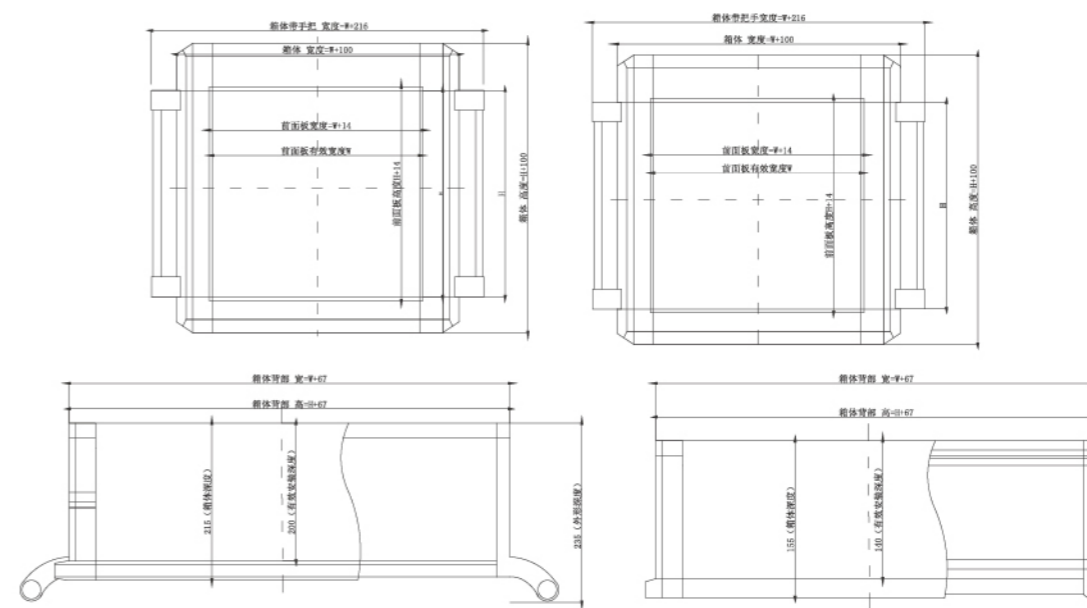 箱体带手把 宽度=W+216
箱体 宽度=W+100
前面板宽度=W+14
前面板有效宽度W
前面板高度H+14
H
箱体 高度=H+100
箱体带把手宽度=W+216
箱体 宽度=W+100
前面板宽度=W+14
前面板有效宽度W
前面板高度H+14
H
箱体 高度=H+100
箱体背部 宽=W+67
箱体背部 高=H+67
215(箱体深度)
200(有效安装深度)
235(外形深度)
箱体背部 宽=W+67
箱体背部 高=H+67
155(箱体深度)
140(有效安装深度)